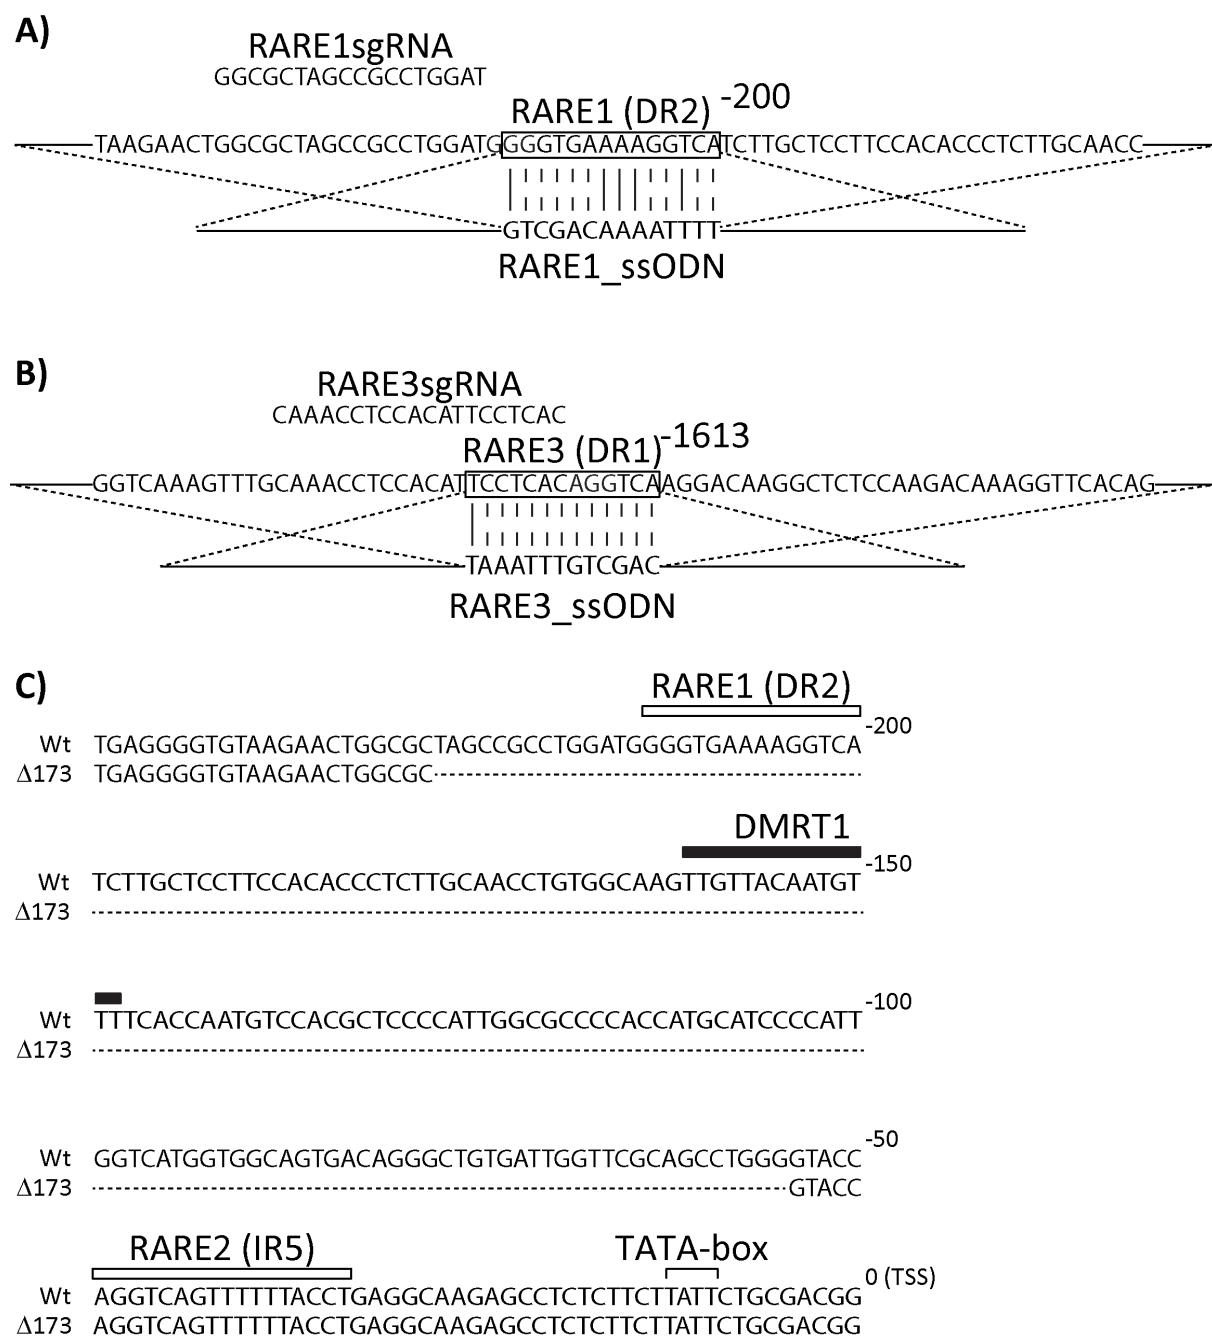 A)
RARE1sgRNA
GGCGCTAGCCGCCTGGAT
RARE1 (DR2) -200
TAAGAACTGGCGCTAGCCGCCTGGATGGGGTGAAAAGGTCATCTTGCTCCTTCCACACCCTCTTGCAACC
GTCGACAAAATTTT
RARE1_ssODN
B)
RARE3sgRNA
CAAACCTCCACATTCCTCAC
RARE3 (DR1) -1613
GGTCAAAGTTTGCAAACCTCCACATTCCTCACAGGTCAAGGACAAGGCTCTCCAAGACAAAGGTTCACAG
TAAATTTGTCGAC
RARE3_ssODN
C)
RARE1 (DR2)
-200
Wt TGAGGGGTGTAAGAACTGGCGCTAGCCGCCTGGATGGGGTGAAAAGGTCA
Δ173 TGAGGGGTGTAAGAACTGGCGC
DMRT1
-150
Wt TCTTGCTCCTTCCACACCCTCTTGCAACCTGTGGCAAGTTGTTACAATGT
Δ173
-100
Wt TTTCACCAATGTCCACGCTCCCCATTGGCGCCCCACCATGCATCCCCATT
Δ173
-50
Wt GGTCATGGTGGCAGTGACAGGGCTGTGATTGGTTCGCAGCCTGGGGTACC
Δ173 GTACC
RARE2 (IR5) TATA-box
0 (TSS)
Wt AGGTCAGTTTTTTACCTGAGGCAAGAGCCTCTCTTCTTATTCTGCGACGG
Δ173 AGGTCAGTTTTTTACCTGAGGCAAGAGCCTCTCTTCTTATTCTGCGACGG